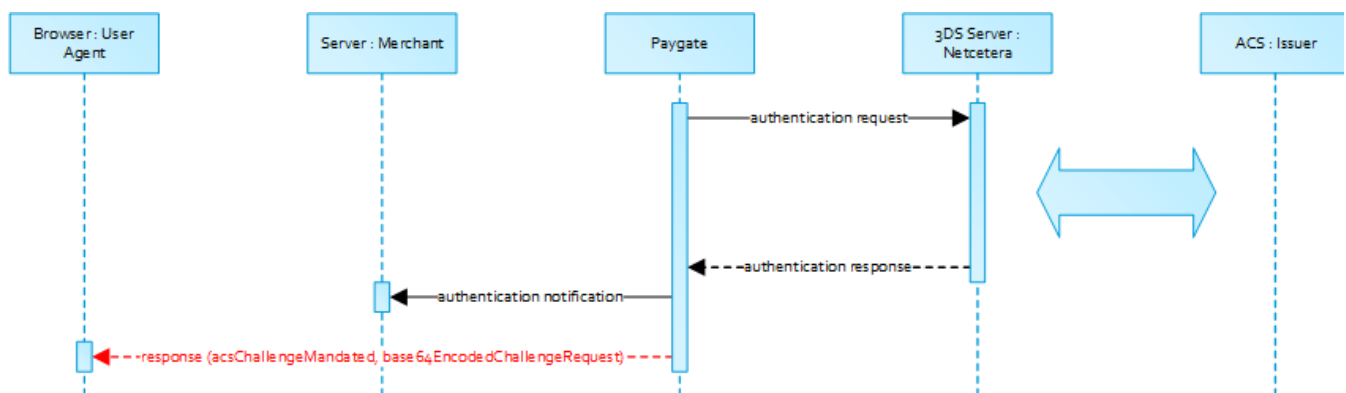 Browser : User
Agent
Server : Merchant
Paygate
3DS Server :
Netcetera
ACS : Issuer
authentication request
authentication response
authentication notification
response (acsChallengeMandated, base64EncodedChallengeRequest)